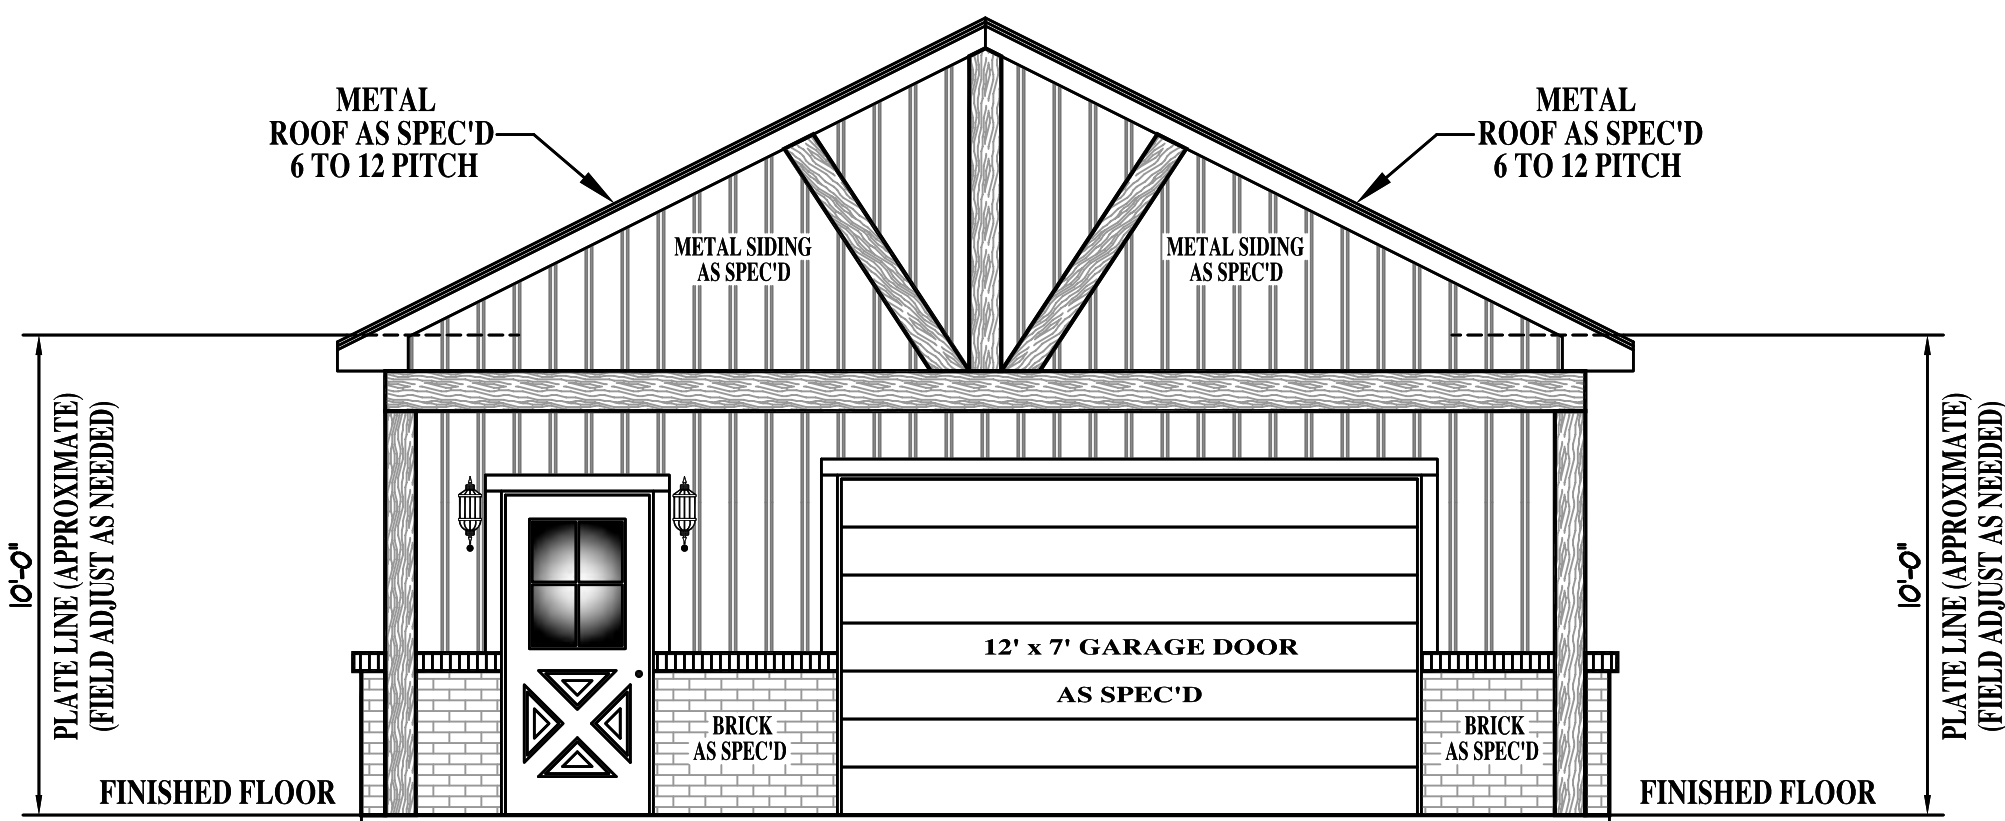 METAL
ROOF AS SPEC'D
6 TO 12 PITCH
METAL
ROOF AS SPEC'D
6 TO 12 PITCH
METAL SIDING
AS SPEC'D
METAL SIDING
AS SPEC'D
10'-0"
PLATE LINE (APPROXIMATE)
(FIELD ADJUST AS NEEDED)
10'-0"
PLATE LINE (APPROXIMATE)
(FIELD ADJUST AS NEEDED)
12' x 7' GARAGE DOOR
AS SPEC'D
BRICK
AS SPEC'D
BRICK
AS SPEC'D
FINISHED FLOOR
FINISHED FLOOR